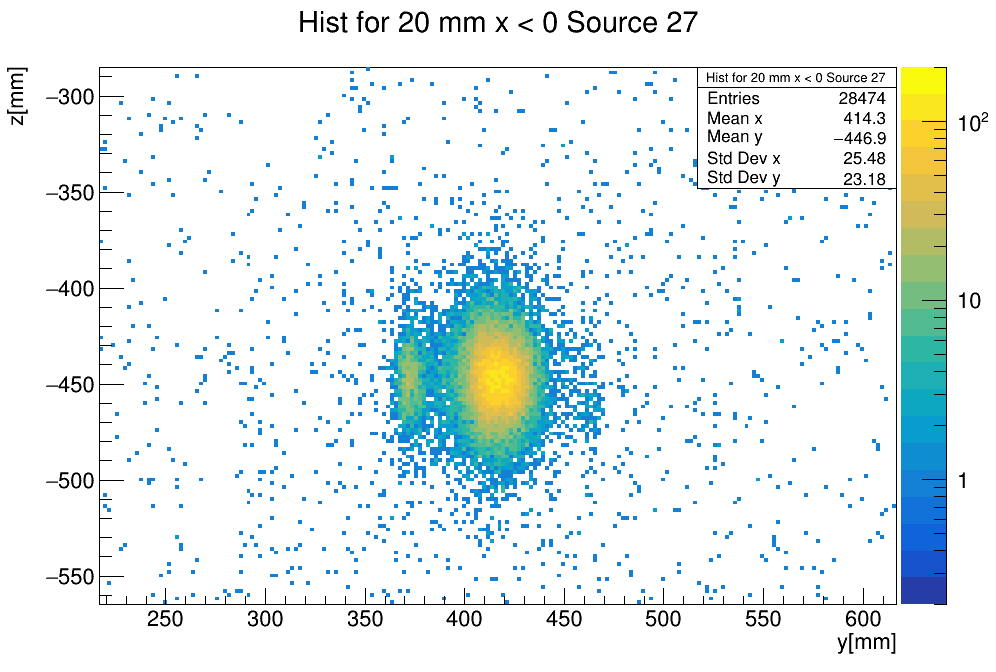 Hist for 20 mm x < 0 Source 27
z[mm]
Hist for 20 mm x < 0 Source 27
Entries 28474
Mean x 414.3
Mean y −446.9
Std Dev x 25.48
Std Dev y 23.18
−300
−350
−400
−450
−500
−550
250 300 350 400 450 500 550 600
y[mm]
10²
10
1